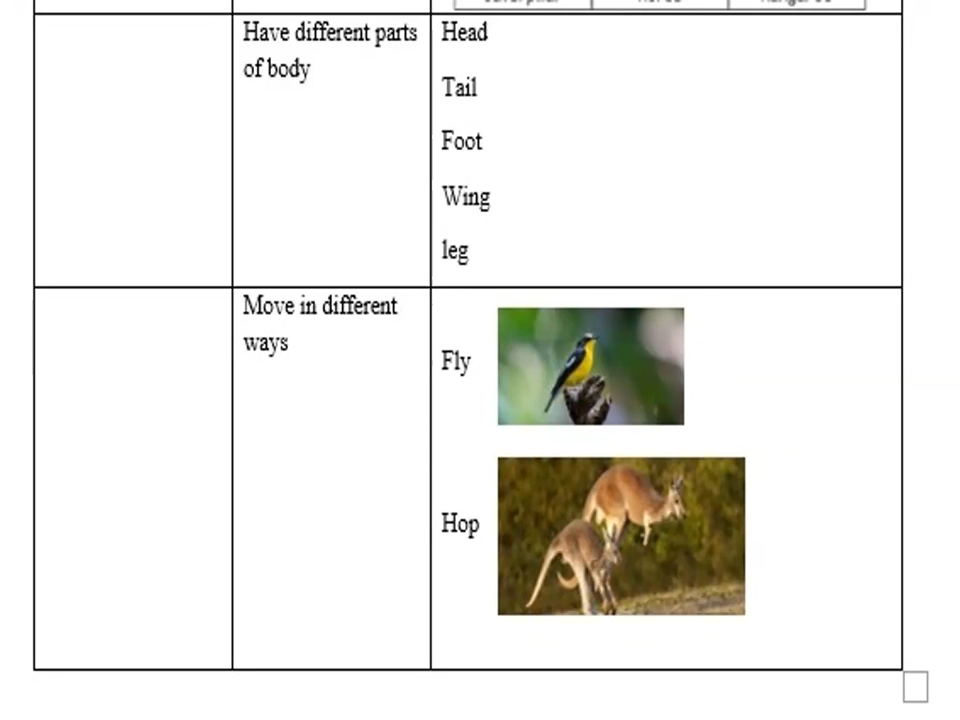 Have different parts
of body
Head
Tail
Foot
Wing
leg
Move in different
ways
Fly
Hop